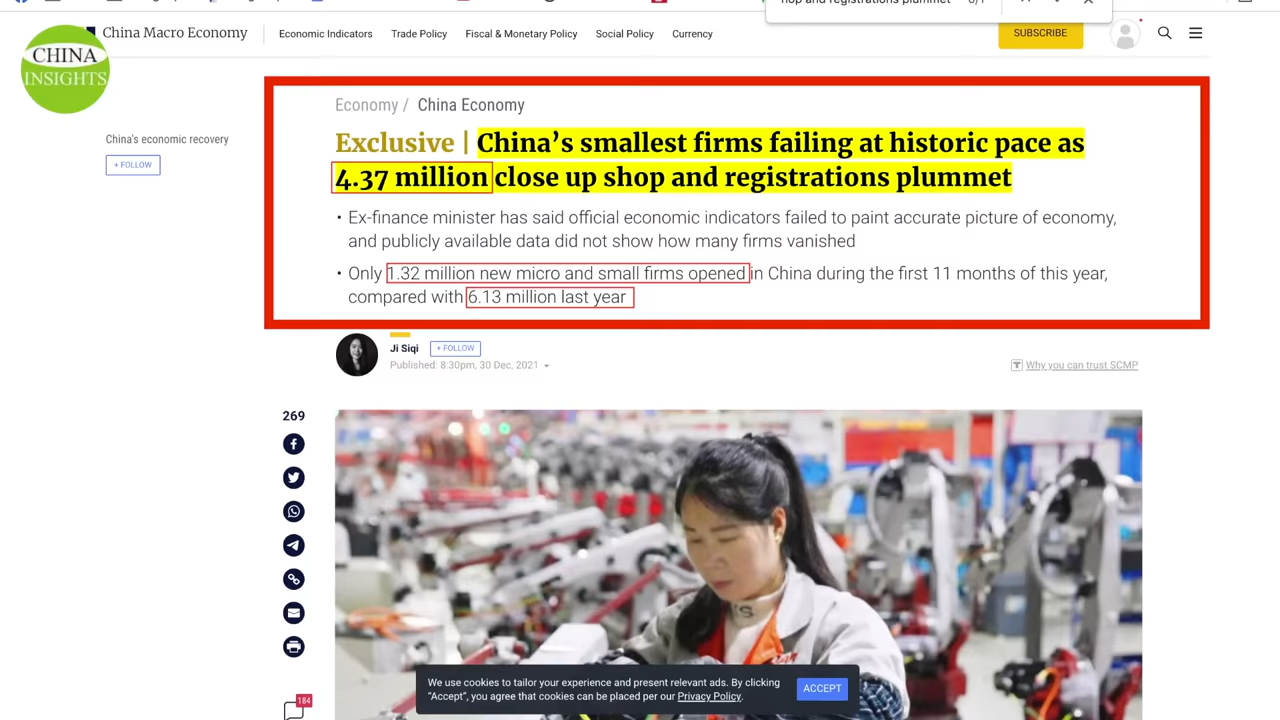 hop and registrations plummet
CHINA
INSIGHTS
China Macro Economy
Economic Indicators
Trade Policy
Fiscal & Monetary Policy
Social Policy
Currency
SUBSCRIBE
China's economic recovery
+ FOLLOW
Economy / China Economy
Exclusive | China’s smallest firms failing at historic pace as
4.37 million close up shop and registrations plummet
• Ex-finance minister has said official economic indicators failed to paint accurate picture of economy,
and publicly available data did not show how many firms vanished
• Only 1.32 million new micro and small firms opened in China during the first 11 months of this year,
compared with 6.13 million last year
Ji Siqi
+ FOLLOW
Published: 8:30pm, 30 Dec, 2021
Why you can trust SCMP
269
184
We use cookies to tailor your experience and present relevant ads. By clicking
“Accept”, you agree that cookies can be placed per our Privacy Policy.
ACCEPT